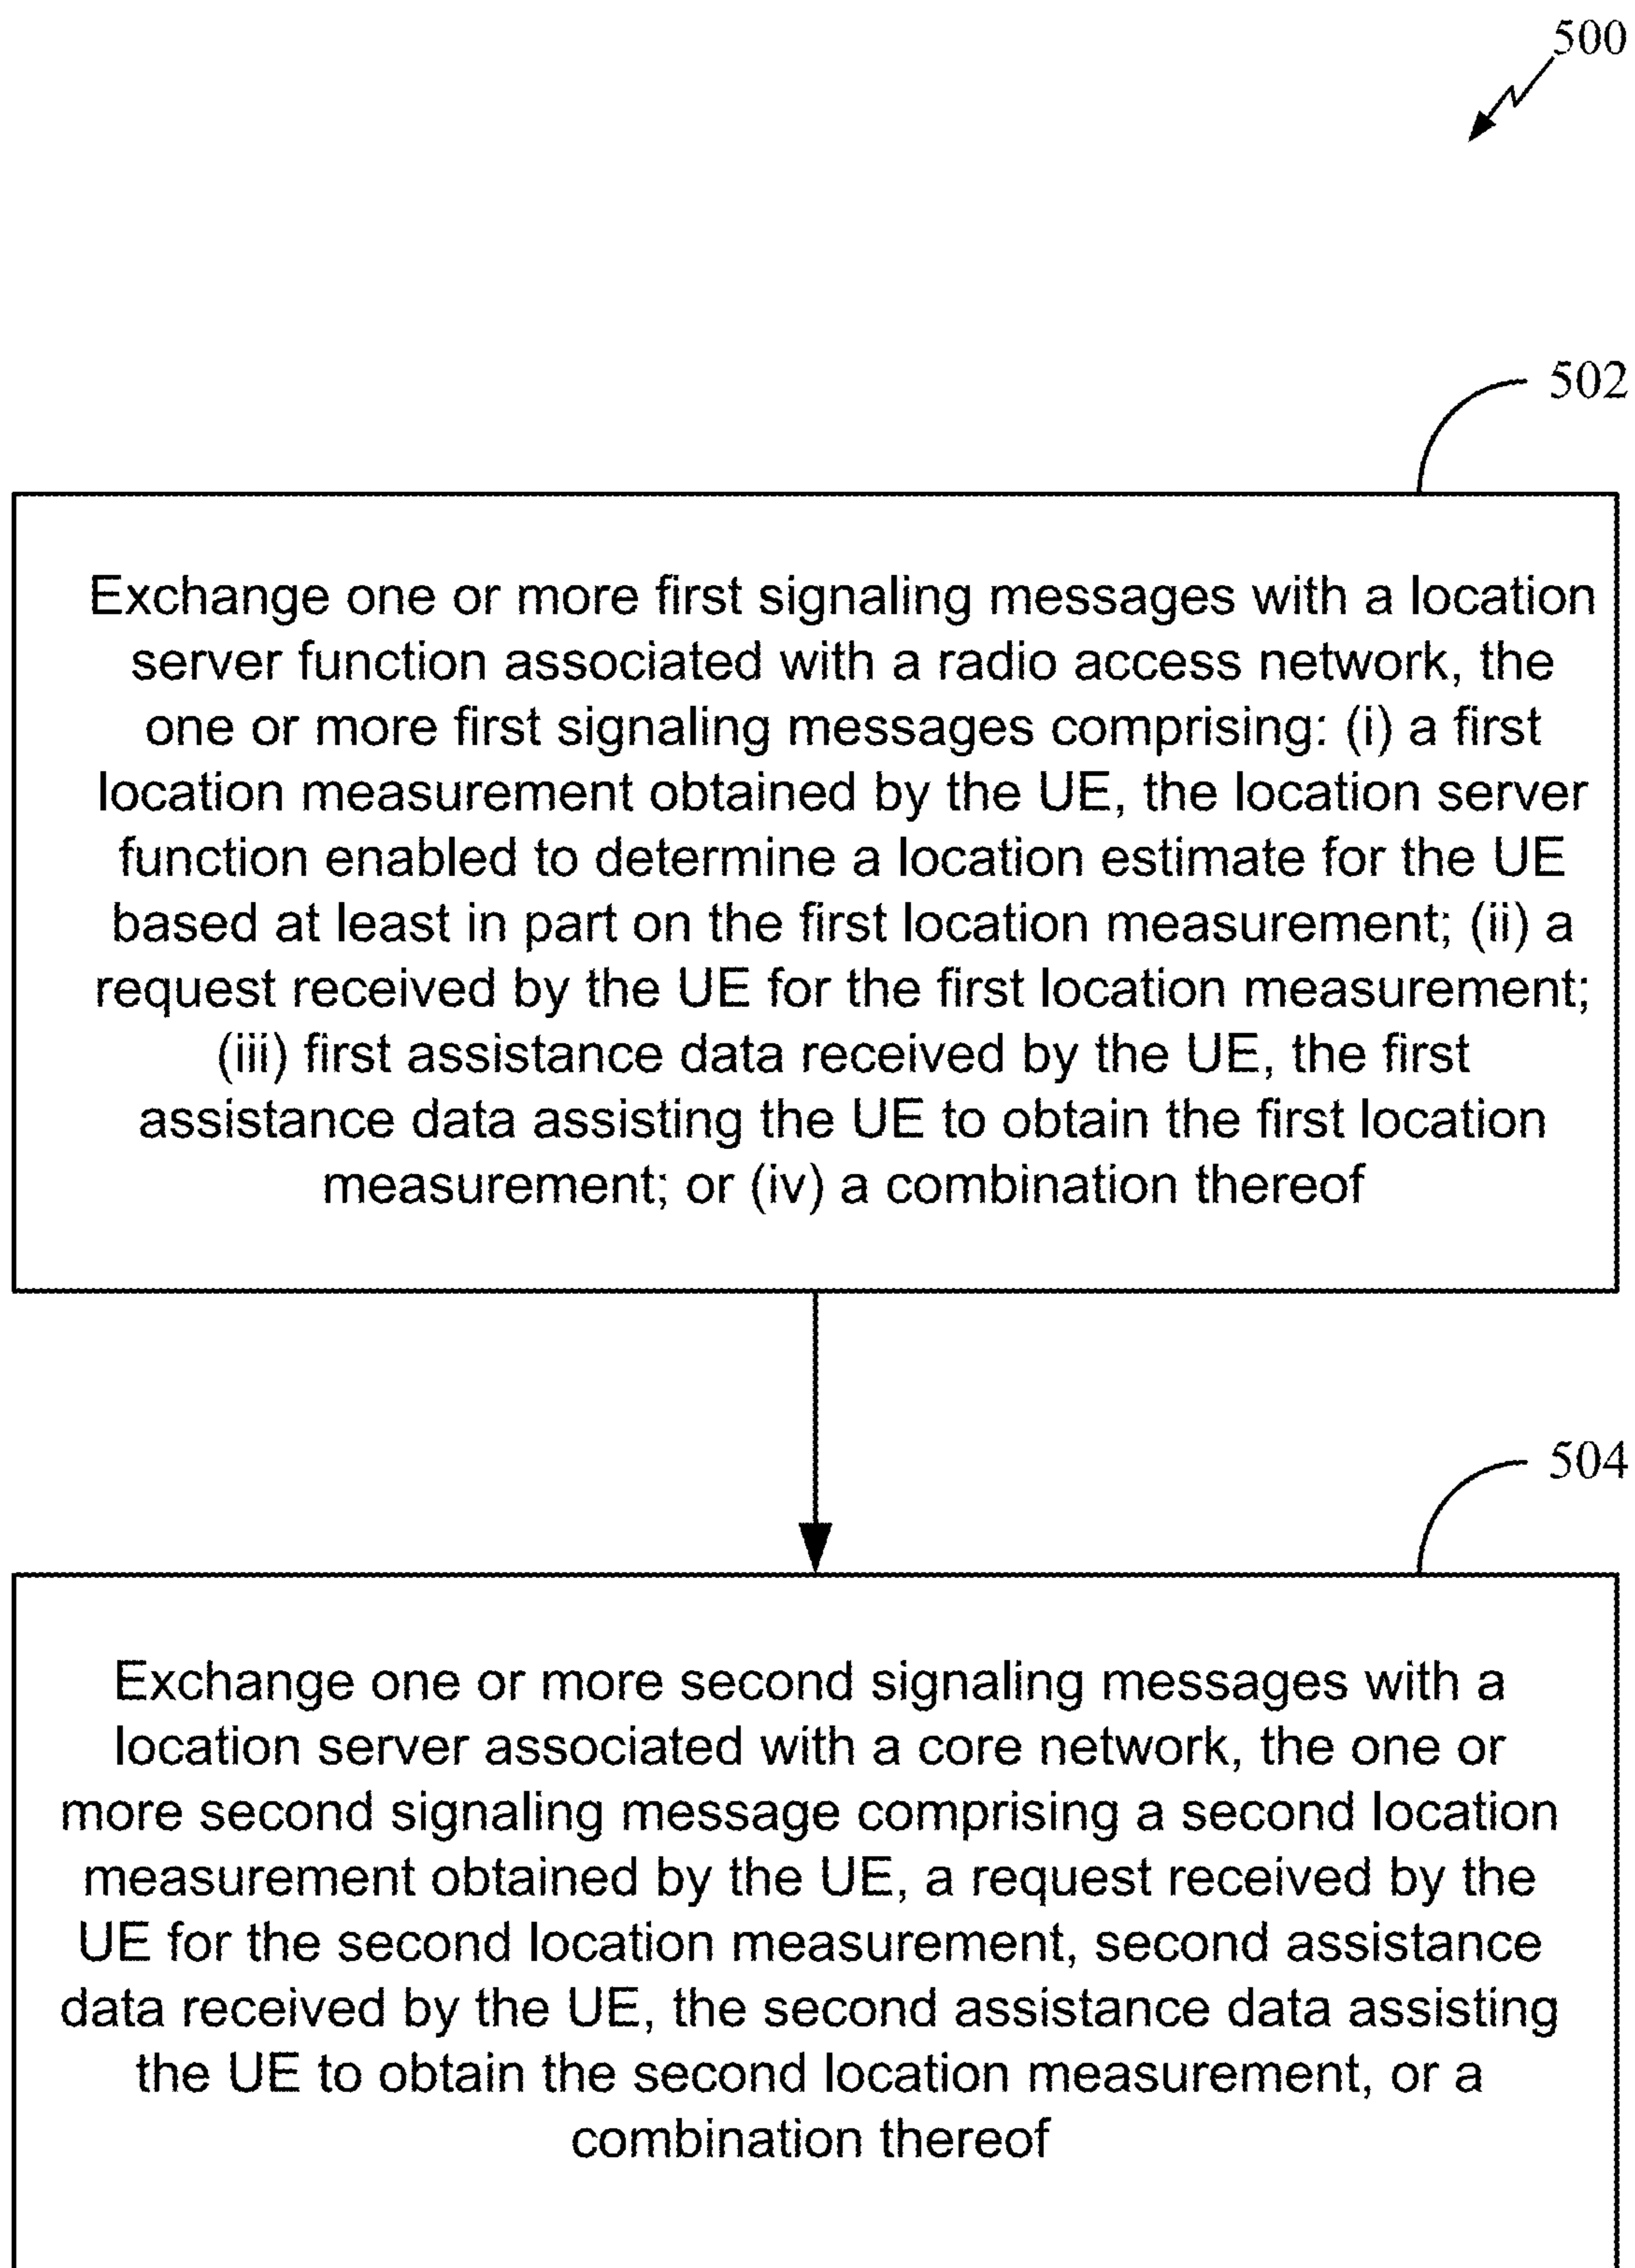 500
502
Exchange one or more first signaling messages with a location
server function associated with a radio access network, the
one or more first signaling messages comprising: (i) a first
location measurement obtained by the UE, the location server
function enabled to determine a location estimate for the UE
based at least in part on the first location measurement; (ii) a
request received by the UE for the first location measurement;
(iii) first assistance data received by the UE, the first
assistance data assisting the UE to obtain the first location
measurement; or (iv) a combination thereof
504
Exchange one or more second signaling messages with a
location server associated with a core network, the one or
more second signaling message comprising a second location
measurement obtained by the UE, a request received by the
UE for the second location measurement, second assistance
data received by the UE, the second assistance data assisting
the UE to obtain the second location measurement, or a
combination thereof